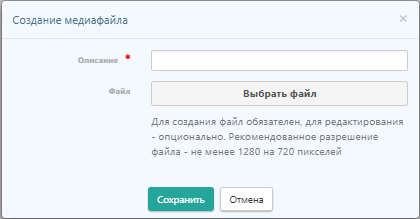 Создание медиафайла ×
Описание *
Файл Выбрать файл
Для создания файл обязателен, для редактирования
- опционально. Рекомендованное разрешение
файла - не менее 1280 на 720 пикселей
Сохранить Отмена